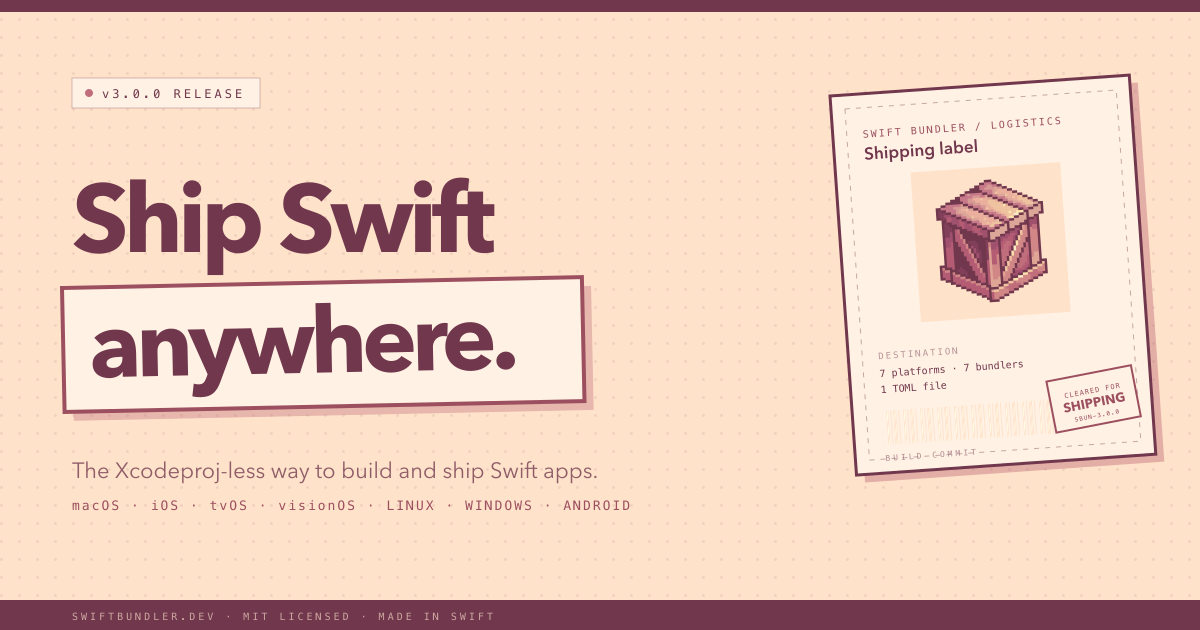 v3.0.0 RELEASE
Ship Swift
anywhere.
The Xcodeproj-less way to build and ship Swift apps.
macOS · iOS · tvOS · visionOS · LINUX · WINDOWS · ANDROID
SWIFT BUNDLER / LOGISTICS
Shipping label
DESTINATION
7 platforms · 7 bundlers
1 TOML file
CLEARED FOR
SHIPPING
SBUN-3.0.0
BUILD COMMIT
SWIFTBUNDLER.DEV · MIT LICENSED · MADE IN SWIFT